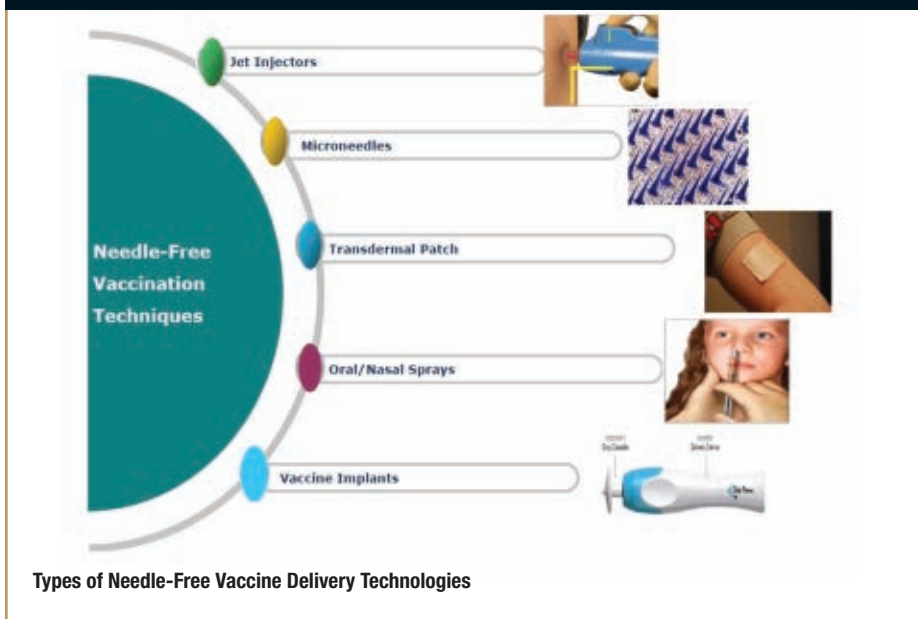 Jet Injectors
Microneedles
Needle-Free
Vaccination
Techniques
Transdermal Patch
Oral/Nasal Sprays
Vaccine Implants
Types of Needle-Free Vaccine Delivery Technologies